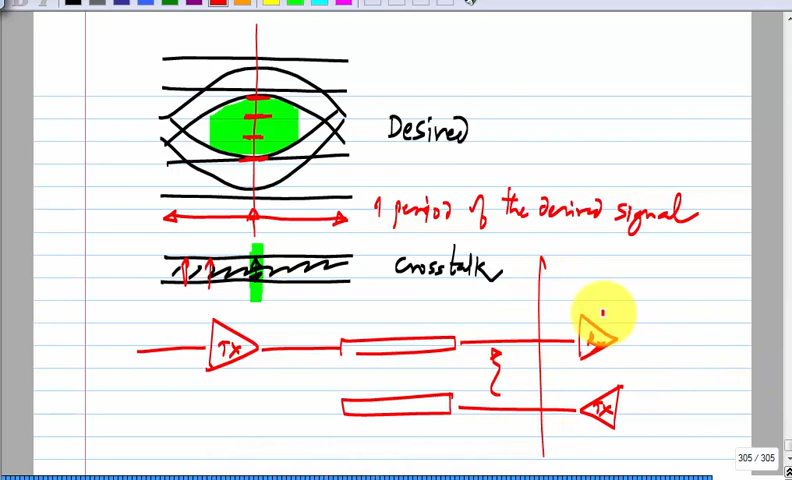 Desired
1 period of the desired signal
crosstalk
TX
TX
305 / 305